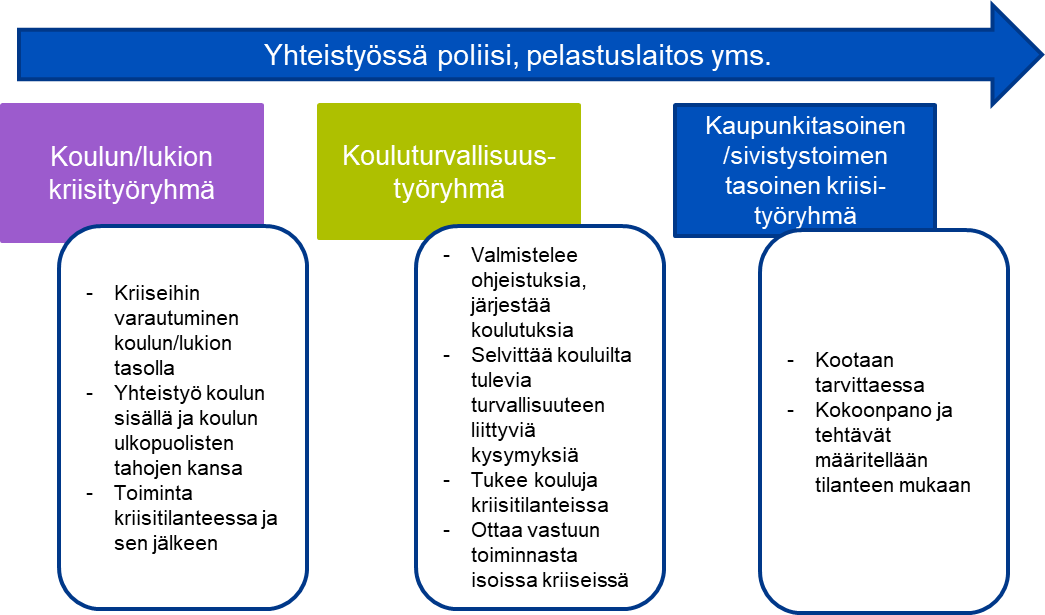 Yhteistyössä poliisi, pelastuslaitos yms.
Koulun/lukion
kriisityöryhmä
- Kriiseihin
varautuminen
koulun/lukion
tasolla
- Yhteistyö koulun
sisällä ja koulun
ulkopuolisten
tahojen kansa
- Toiminta
kriisitilanteessa ja
sen jälkeen
Kouluturvallisuus-
työryhmä
- Valmistelee
ohjeistuksia,
järjestää
koulutuksia
- Selvittää kouluilta
tulevia
turvallisuuteen
liittyviä
kysymyksiä
- Tukee kouluja
kriisitilanteissa
- Ottaa vastuun
toiminnasta
isoissa kriiseissä
Kaupunkitasoinen
/sivistystoimen
tasoinen kriisi-
työryhmä
- Kootaan
tarvittaessa
- Kokoonpano ja
tehtävät
määritellään
tilanteen mukaan